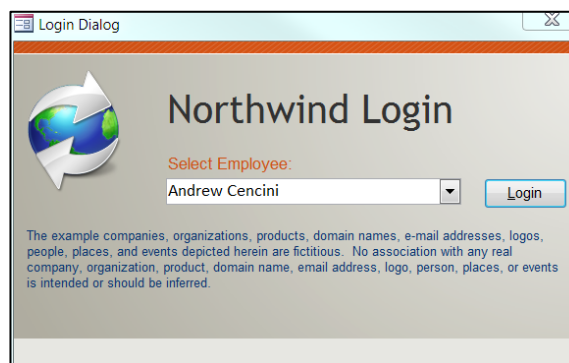 Login Dialog
Northwind Login
Select Employee:
Andrew Cencini
Login
The example companies, organizations, products, domain names, e-mail addresses, logos,
people, places, and events depicted herein are fictitious.  No association with any real
company, organization, product, domain name, email address, logo, person, places, or events
is intended or should be inferred.